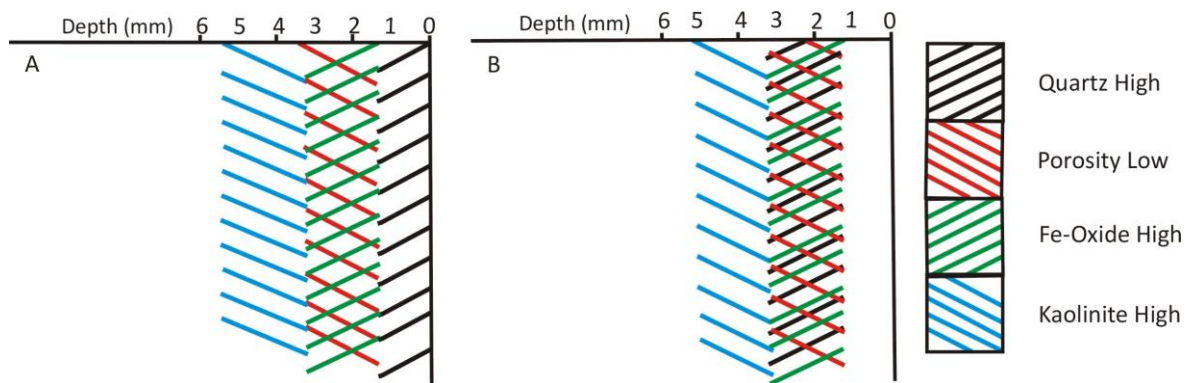 Depth (mm) 6 5 4 3 2 1 0
A
Depth (mm) 6 5 4 3 2 1 0
B
Quartz High
Porosity Low
Fe-Oxide High
Kaolinite High